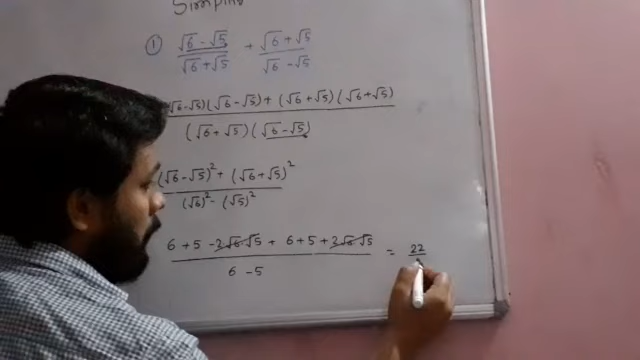 Simplify
① (√6 - √5)/(√6 + √5) + (√6 + √5)/(√6 - √5)
(√6 - √5)(√6 - √5) + (√6 + √5)(√6 + √5)
(√6 + √5)(√6 - √5)
(√6 - √5)² + (√6 + √5)²
(√6)² - (√5)²
6 + 5 - 2√6·√5 + 6 + 5 + 2√6·√5 = 22
6 - 5